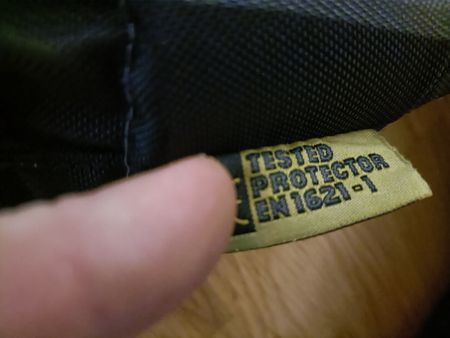 TESTED
PROTECTOR
EN 1621-1